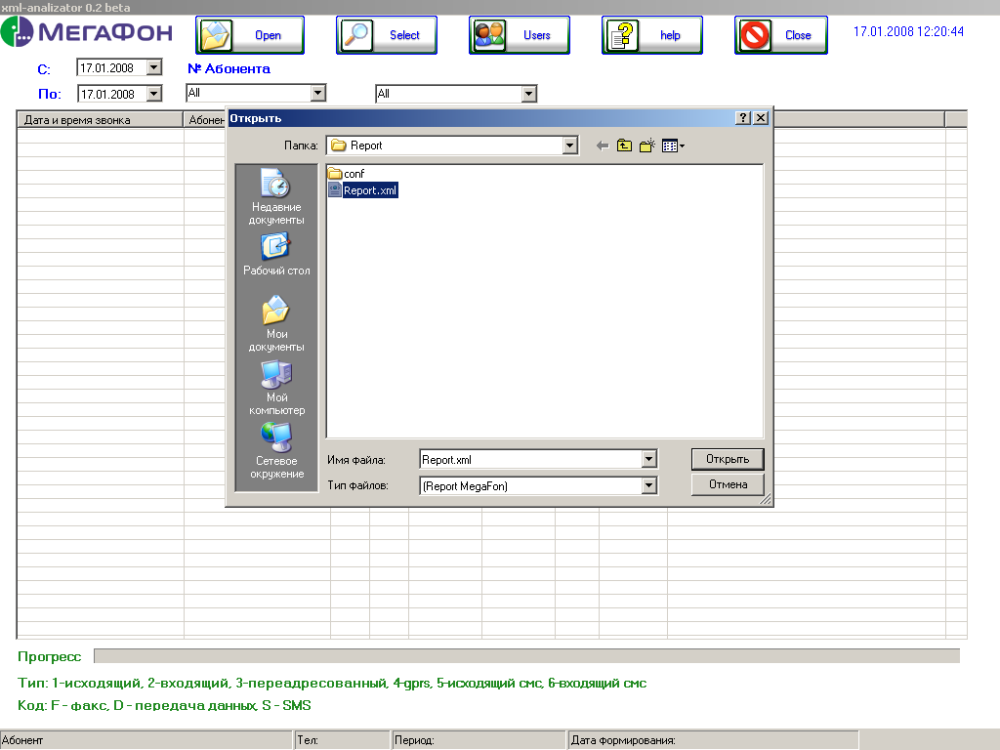 xml-analizator 0.2 beta
МЕГАФОН
Open
Select
Users
help
Close
17.01.2008 12:20:44
С:
17.01.2008
№ Абонента
По:
17.01.2008
All
All
Дата и время звонка
Абонен
Открыть
Папка:
Report
conf
Report.xml
Недавние
документы
Рабочий стол
Мои
документы
Мой
компьютер
Сетевое
окружение
Имя файла:
Report.xml
Открыть
Тип файлов:
(Report MegaFon)
Отмена
Прогресс
Тип: 1-исходящий, 2-входящий, 3-переадресованный, 4-gprs, 5-исходящий смс, 6-входящий смс
Код: F - факс, D - передача данных, S - SMS
Абонент
Тел:
Период:
Дата формирования: